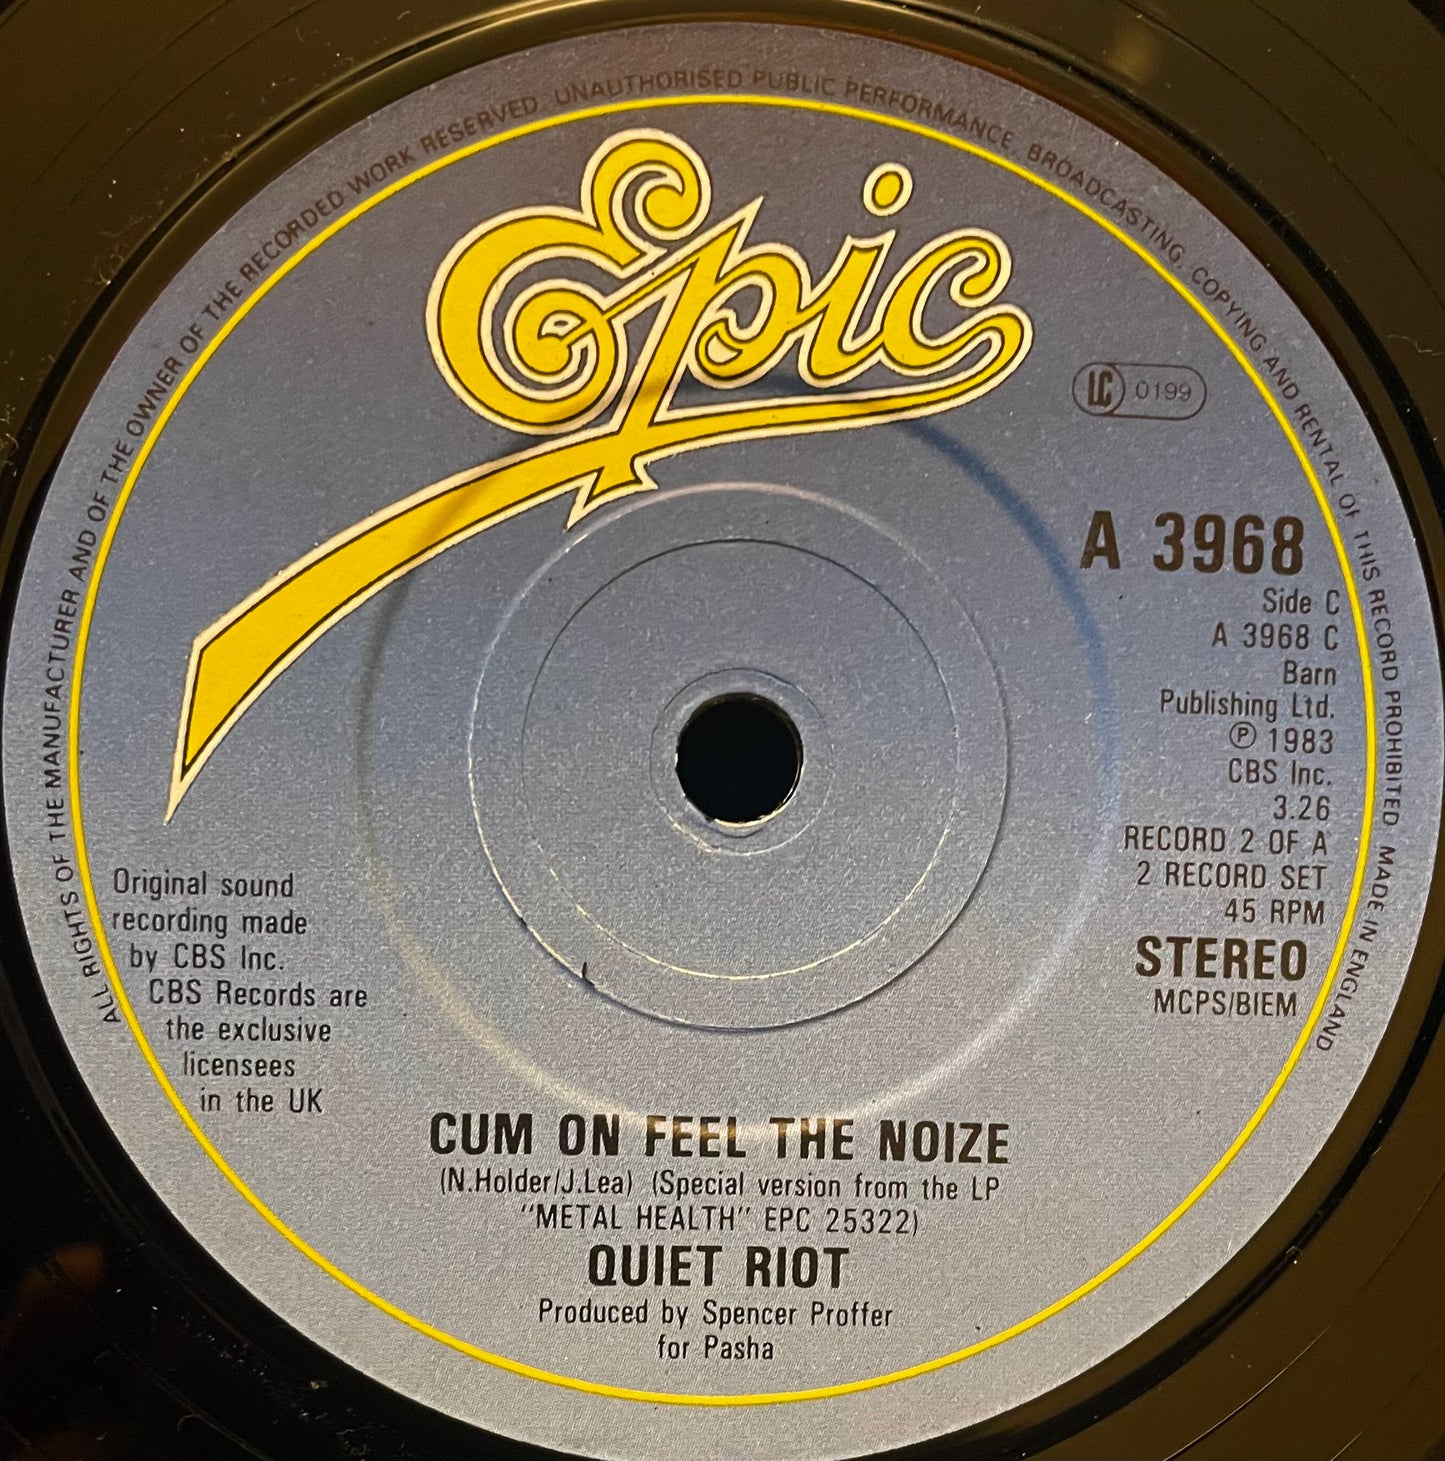 ALL RIGHTS OF THE MANUFACTURER AND OF THE OWNER OF THE RECORDED WORK RESERVED. UNAUTHORISED PUBLIC PERFORMANCE, BROADCASTING, COPYING AND RENTAL OF THIS RECORD PROHIBITED. MADE IN ENGLAND
Epic
LC 0199
A 3968
Side C
A 3968 C
Barn
Publishing Ltd.
℗ 1983
CBS Inc.
3.26
RECORD 2 OF A
2 RECORD SET
45 RPM
STEREO
MCPS/BIEM
Original sound
recording made
by CBS Inc.
CBS Records are
the exclusive
licensees
in the UK
CUM ON FEEL THE NOIZE
(N.Holder/J.Lea) (Special version from the LP
"METAL HEALTH" EPC 25322)
QUIET RIOT
Produced by Spencer Proffer
for Pasha